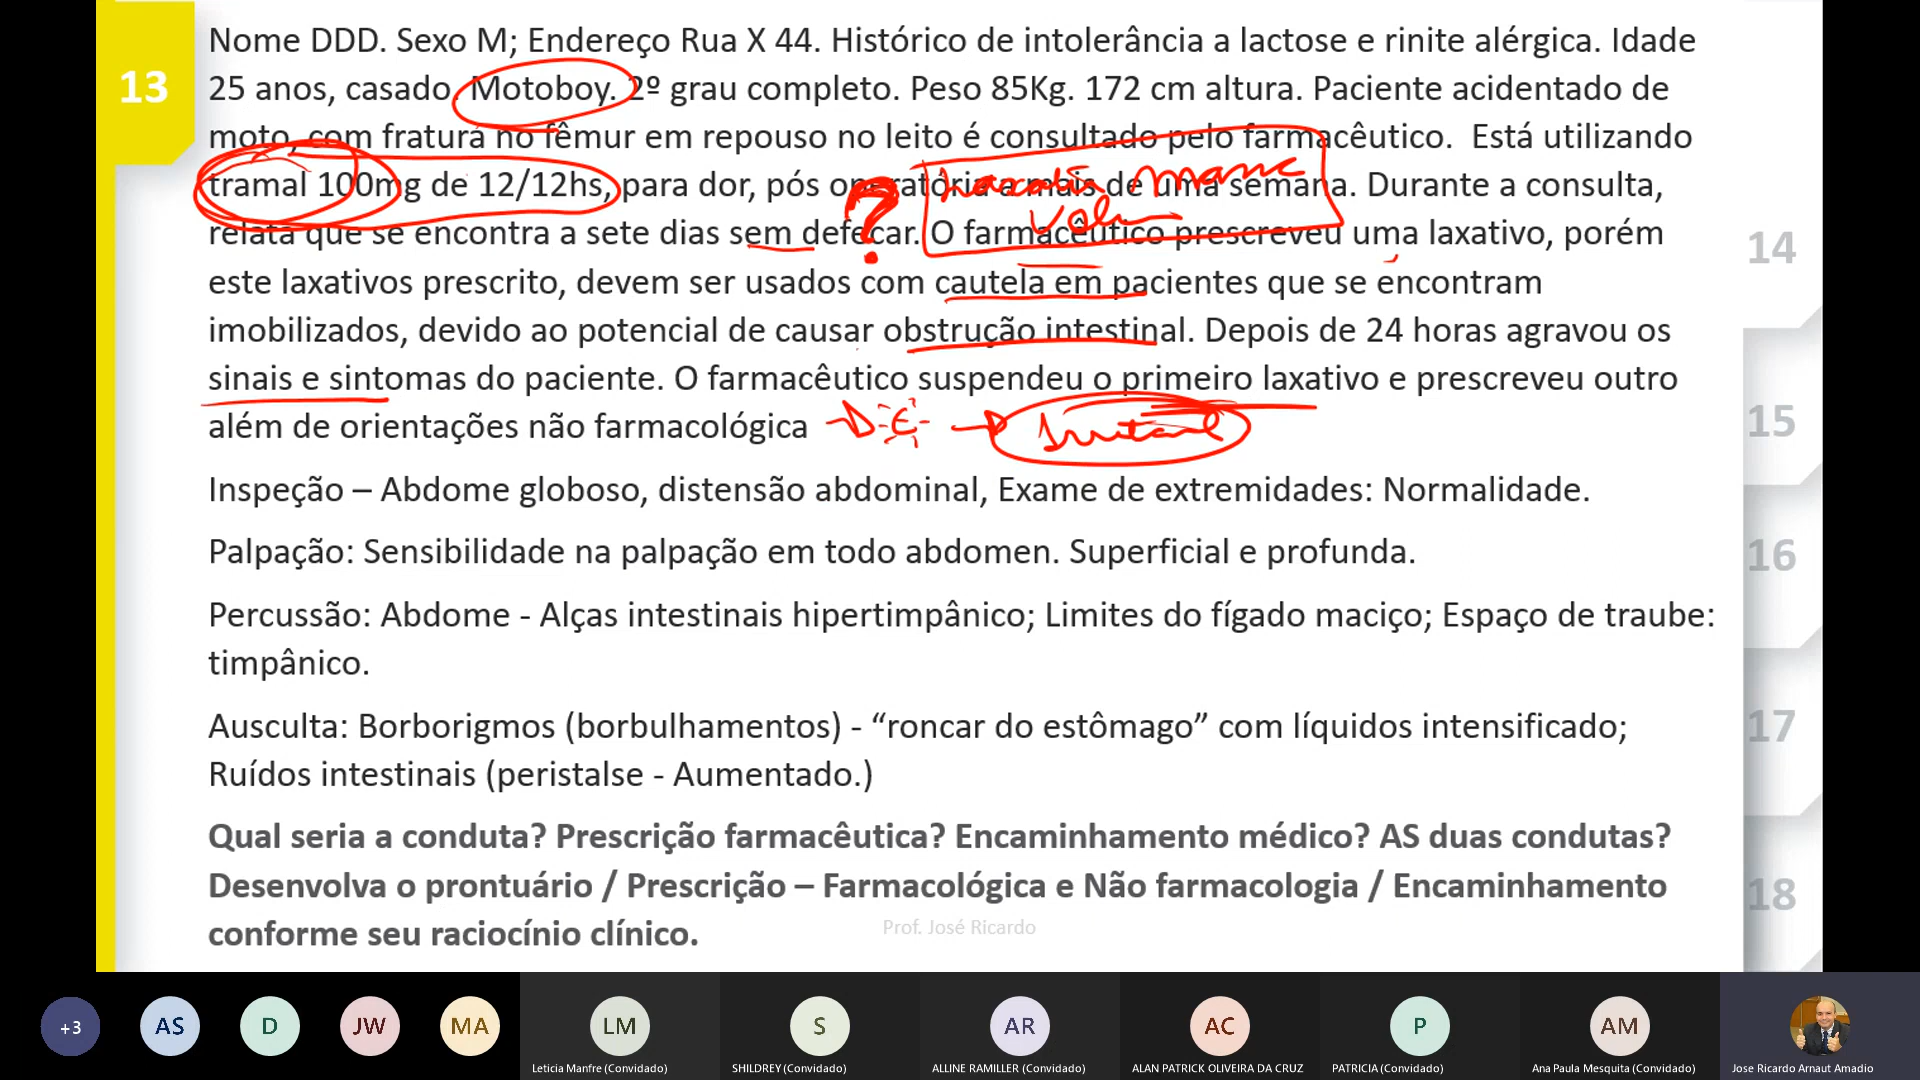 13
Nome DDD. Sexo M; Endereço Rua X 44. Histórico de intolerância a lactose e rinite alérgica. Idade
25 anos, casado. Motoboy. 2º grau completo. Peso 85Kg. 172 cm altura. Paciente acidentado de
moto, com fratura no fêmur em repouso no leito é consultado pelo farmacêutico. Está utilizando
tramal 100mg de 12/12hs, para dor, pós operatória a mais de uma semana. Durante a consulta,
?
relata que se encontra a sete dias sem defecar. O farmacêutico prescreveu uma laxativo, porém
14
este laxativos prescrito, devem ser usados com cautela em pacientes que se encontram
imobilizados, devido ao potencial de causar obstrução intestinal. Depois de 24 horas agravou os
sinais e sintomas do paciente. O farmacêutico suspendeu o primeiro laxativo e prescreveu outro
além de orientações não farmacológica
15
Inspeção – Abdome globoso, distensão abdominal, Exame de extremidades: Normalidade.
Palpação: Sensibilidade na palpação em todo abdomen. Superficial e profunda.
16
Percussão: Abdome - Alças intestinais hipertimpânico; Limites do fígado maciço; Espaço de traube:
timpânico.
Ausculta: Borborigmos (borbulhamentos) - “roncar do estômago” com líquidos intensificado;
17
Ruídos intestinais (peristalse - Aumentado.)
Qual seria a conduta? Prescrição farmacêutica? Encaminhamento médico? AS duas condutas?
Desenvolva o prontuário / Prescrição – Farmacológica e Não farmacologia / Encaminhamento
18
conforme seu raciocínio clínico.
Prof. José Ricardo
+3 AS D JW MA LM S AR AC P AM
Leticia Manfre (Convidado) SHILDREY (Convidado) ALLINE RAMILLER (Convidado) ALAN PATRICK OLIVEIRA DA CRUZ PATRICIA (Convidado) Ana Paula Mesquita (Convidado) Jose Ricardo Arnaut Amadio